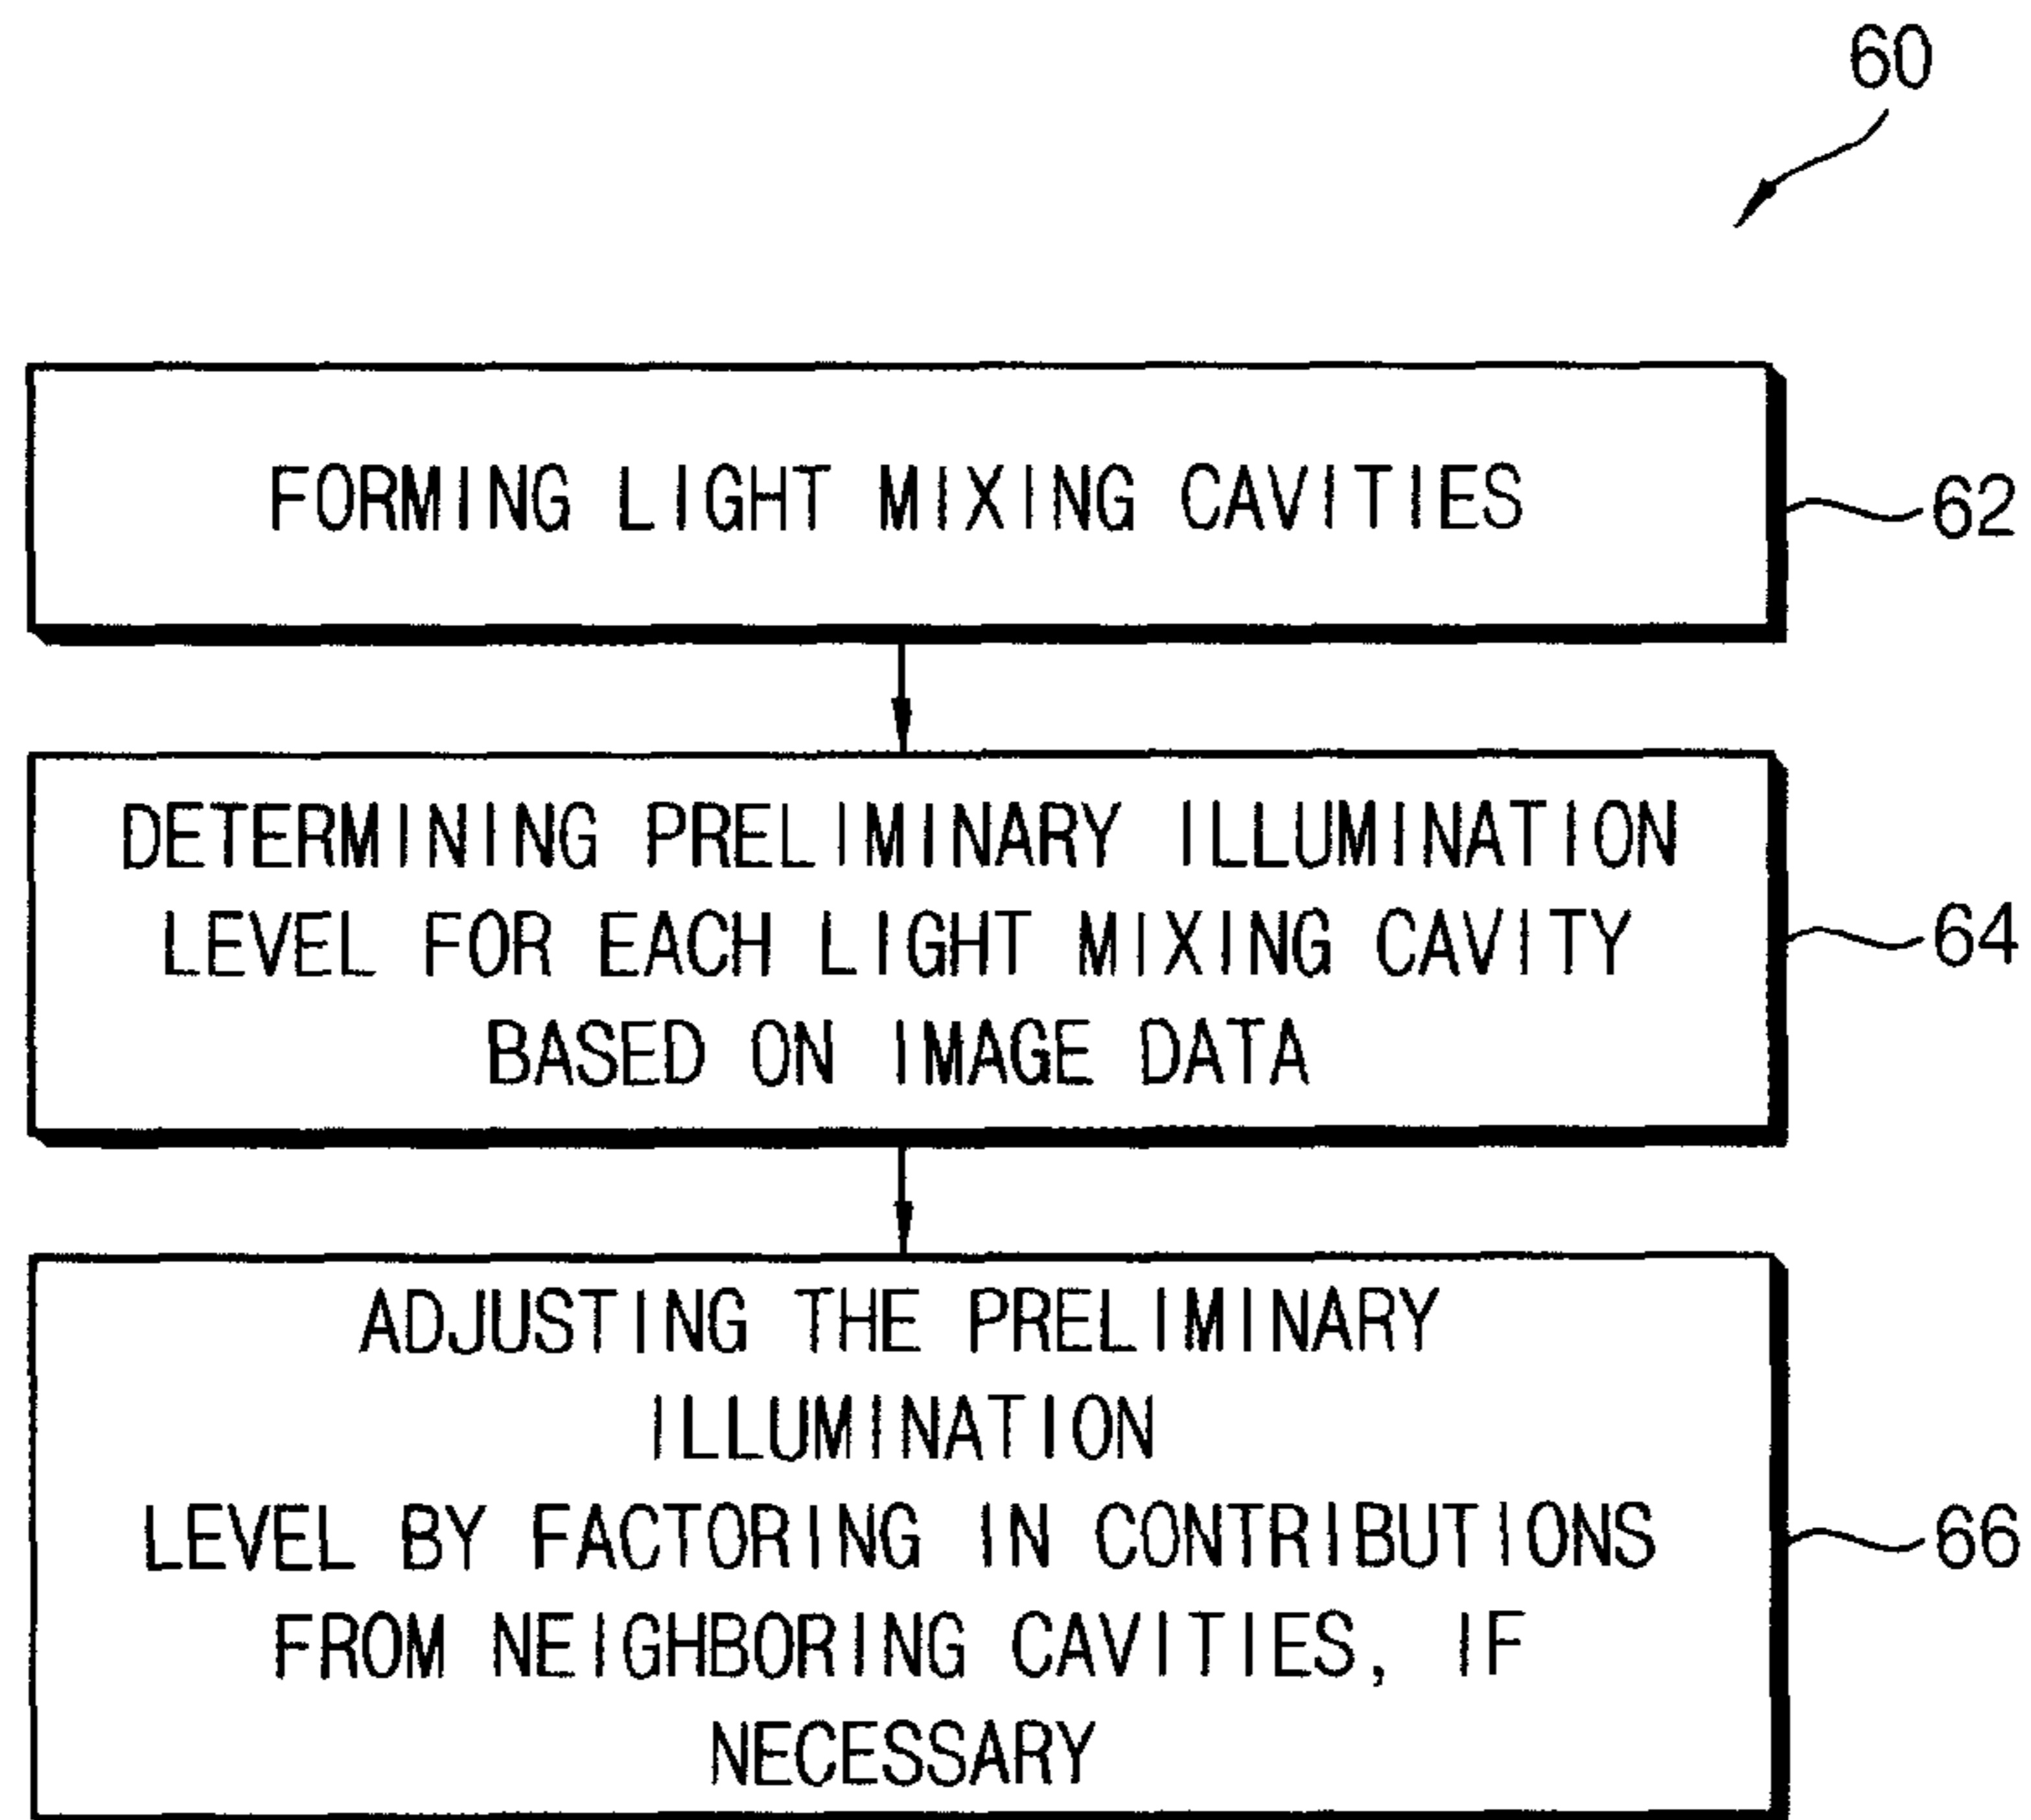 60
FORMING LIGHT MIXING CAVITIES
62
DETERMINING PRELIMINARY ILLUMINATION
LEVEL FOR EACH LIGHT MIXING CAVITY
BASED ON IMAGE DATA
64
ADJUSTING THE PRELIMINARY
ILLUMINATION
LEVEL BY FACTORING IN CONTRIBUTIONS
FROM NEIGHBORING CAVITIES, IF
NECESSARY
66